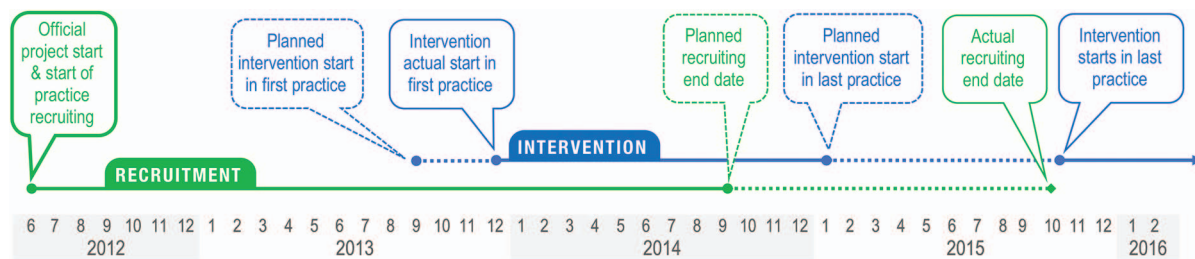 Official
project start
& start of
practice
recruiting
Planned
intervention start
in first practice
Intervention
actual start in
first practice
Planned
recruiting
end date
Planned
intervention start
in last practice
Actual
recruiting
end date
Intervention
starts in last
practice
INTERVENTION
RECRUITMENT
6 7 8 9 10 11 12 1 2 3 4 5 6 7 8 9 10 11 12 1 2 3 4 5 6 7 8 9 10 11 12 1 2 3 4 5 6 7 8 9 10 11 12 1 2
2012 2013 2014 2015 2016